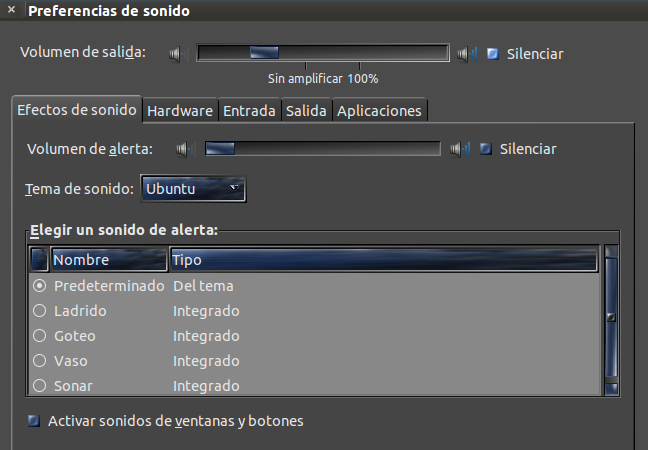 Preferencias de sonido
Volumen de salida: Silenciar
Sin amplificar 100%
Efectos de sonido Hardware Entrada Salida Aplicaciones
Volumen de alerta: Silenciar
Tema de sonido: Ubuntu
Elegir un sonido de alerta:
Nombre Tipo
Predeterminado Del tema
Ladrido Integrado
Goteo Integrado
Vaso Integrado
Sonar Integrado
Activar sonidos de ventanas y botones